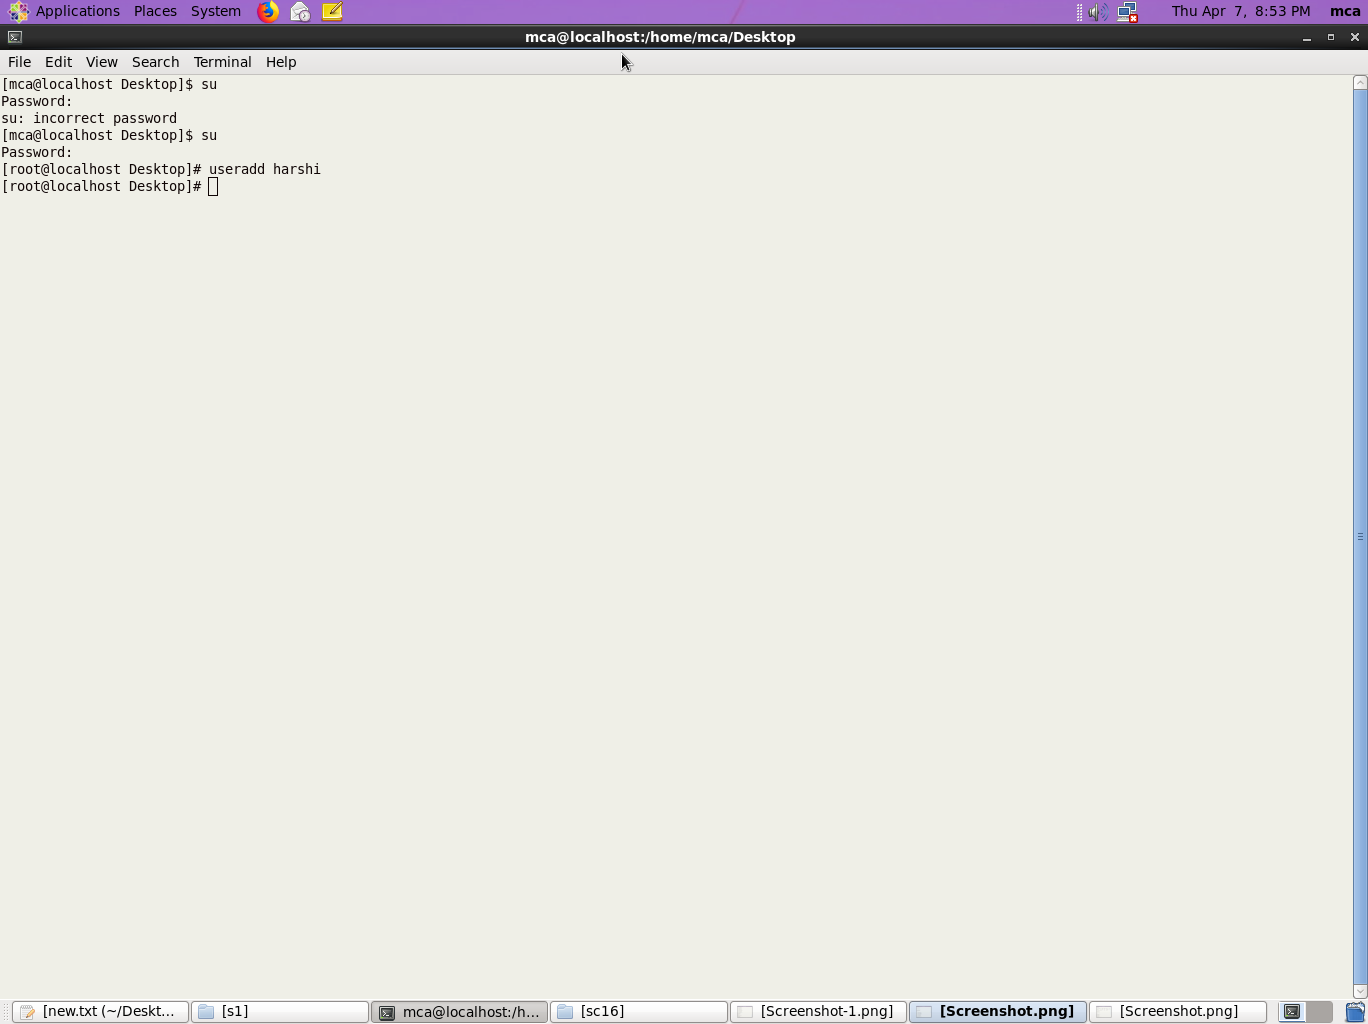 Applications Places System Thu Apr 7, 8:53 PM mca
mca@localhost:/home/mca/Desktop
File Edit View Search Terminal Help
[mca@localhost Desktop]$ su
Password:
su: incorrect password
[mca@localhost Desktop]$ su
Password:
[root@localhost Desktop]# useradd harshi
[root@localhost Desktop]#
[new.txt (~/Deskt... [s1] mca@localhost:/h... [sc16] [Screenshot-1.png] [Screenshot.png] [Screenshot.png]